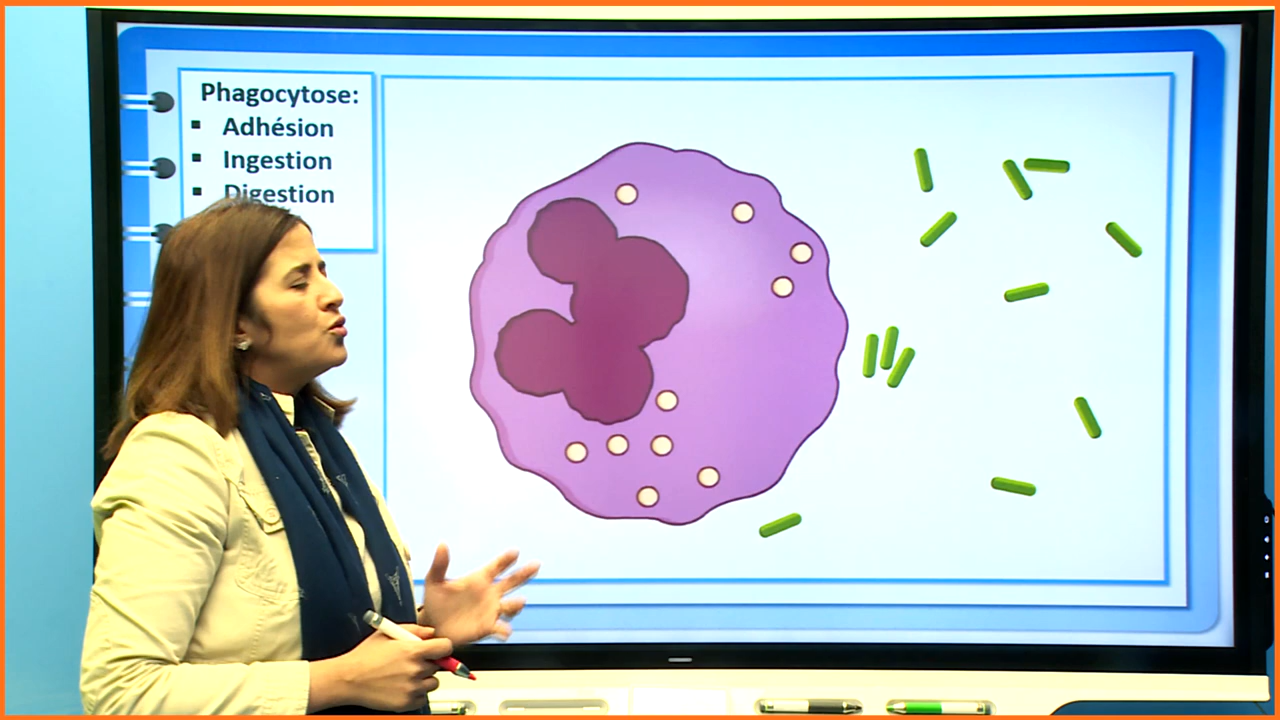 Phagocytose:
▪ Adhésion
▪ Ingestion
▪ Digestion